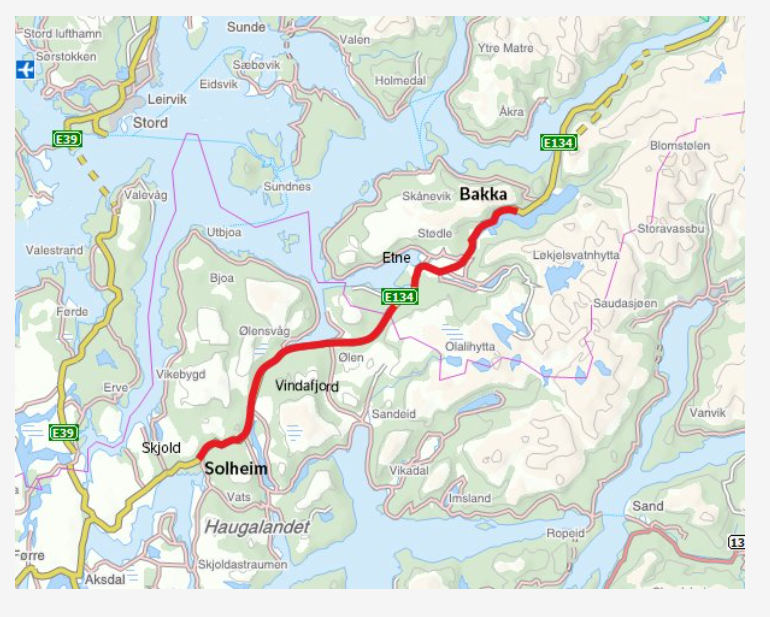 Sunde
Stord lufthamn
Valen
Ytre Matre
Sørstokken
Sæbøvik
Eidsvik
Holmedal
Leirvik
Åkra
Stord
E39
E134
Blomstølen
Sundnes
Valevåg
Skånevik
Bakka
Utbjoa
Stødle
Storavassbu
Valestrand
Etne
Løkjelsvatnhytta
Bjoa
E134
Saudasjøen
Førde
Ølensvåg
Olalihytta
Ølen
Vikebygd
Erve
Vindafjord
Vanvik
Sandeid
E39
Skjold
Solheim
Vikadal
Vats
Imsland
Sand
Haugalandet
Ropeid
13
Førre
Skjoldastraumen
Aksdal